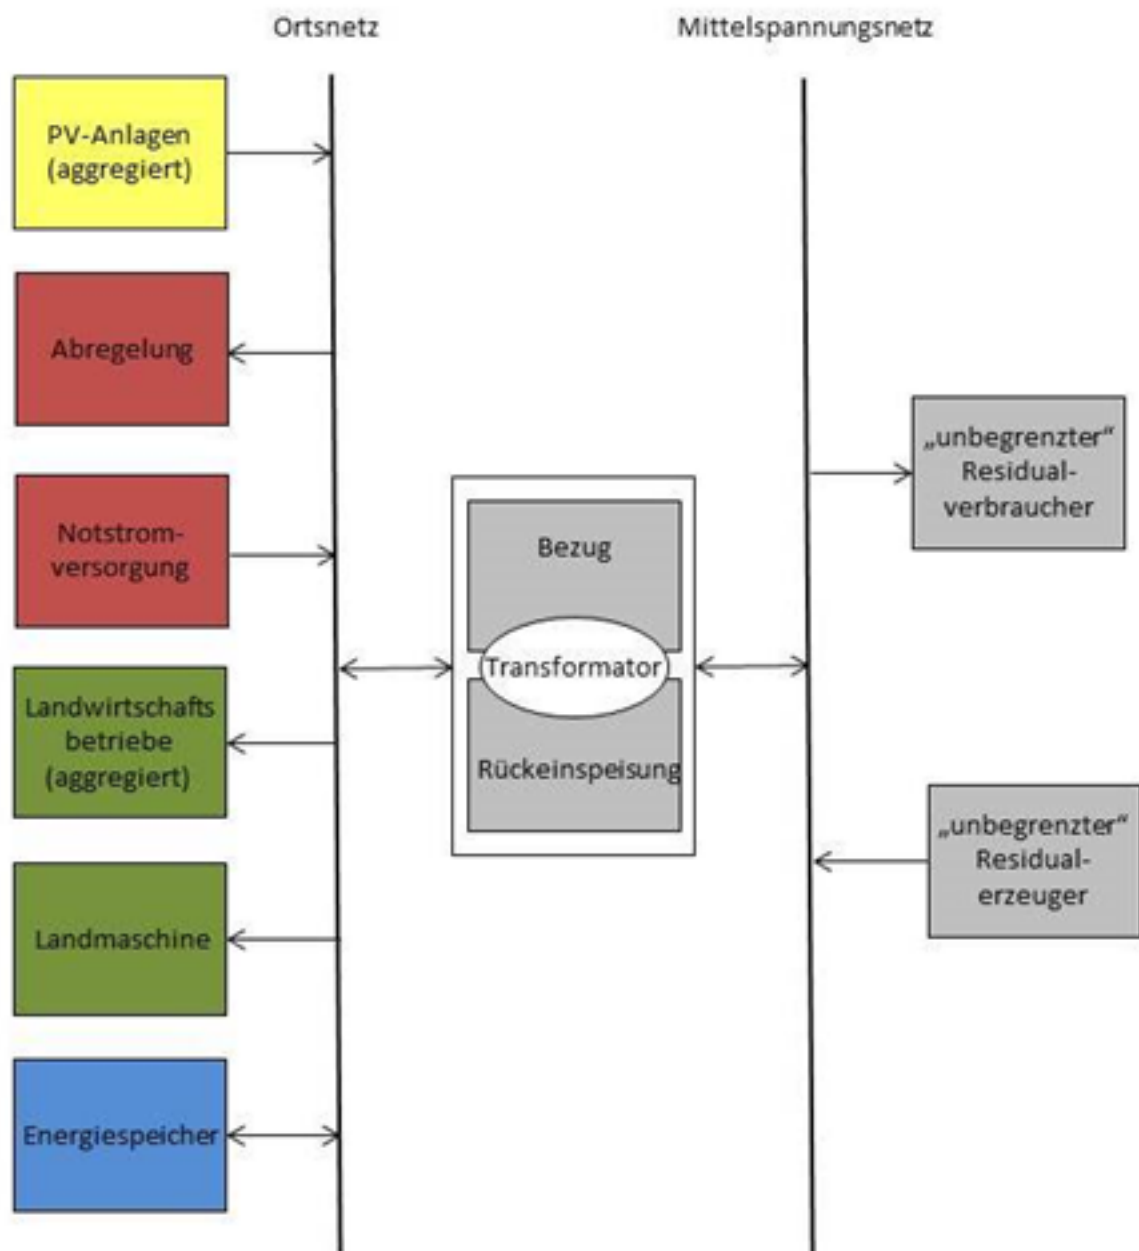 Ortsnetz
Mittelspannungsnetz
PV-Anlagen
(aggregiert)
Abregelung
Notstrom-
versorgung
Landwirtschafts
betriebe
(aggregiert)
Landmaschine
Energiespeicher
Bezug
Transformator
Rückeinspeisung
„unbegrenzter“
Residual-
verbraucher
„unbegrenzter“
Residual-
erzeuger